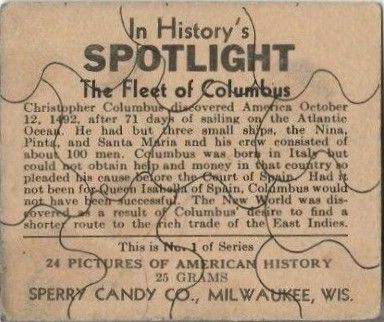 In History's
SPOTLIGHT
The Fleet of Columbus
Christopher Columbus discovered America October
12, 1492, after 71 days of sailing on the Atlantic
Ocean. He had but three small ships, the Nina,
Pinta, and Santa Maria and his crew consisted of
about 100 men. Columbus was born in Italy but
could not obtain help and money in that country so
pleaded his cause before the Court of Spain. Had it
not been for Queen Isabella of Spain, Columbus would
not have been successful. The New World was dis-
covered as a result of Columbus' desire to find a
shorter route to the rich trade of the East Indies.
This is No. 1 of Series
24 PICTURES OF AMERICAN HISTORY
25 GRAMS
SPERRY CANDY CO., MILWAUKEE, WIS.